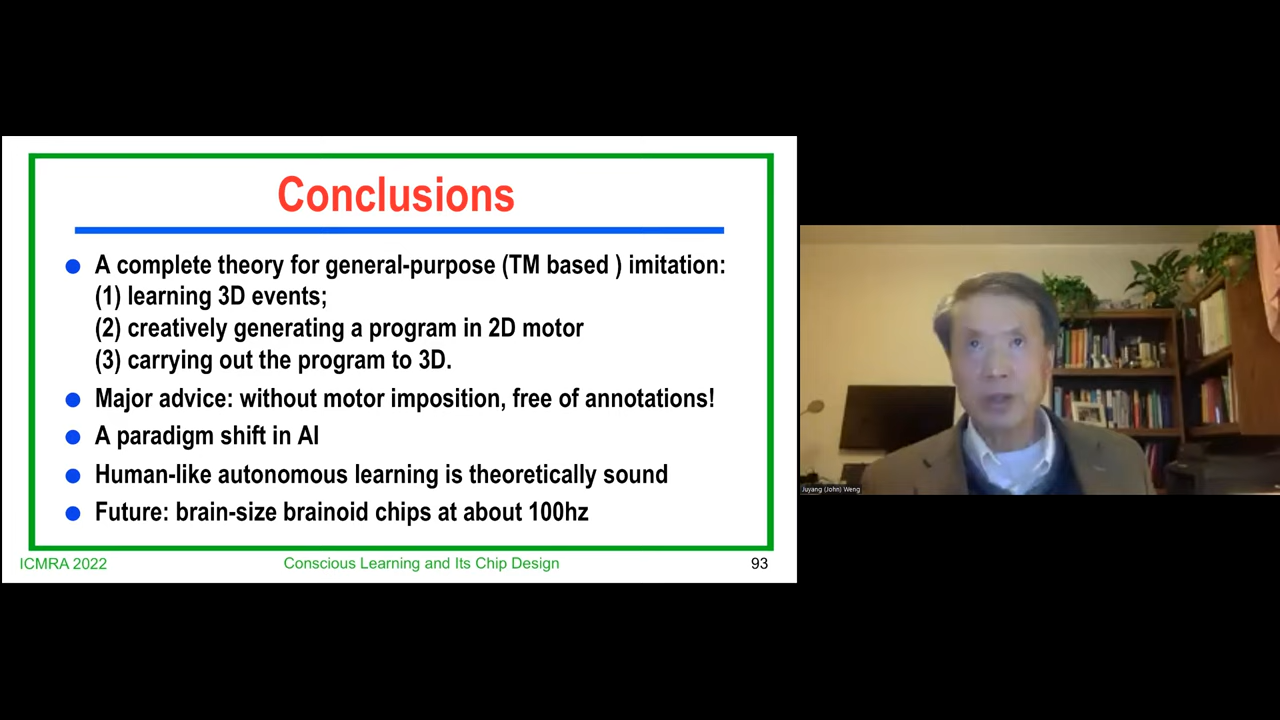 Conclusions
A complete theory for general-purpose (TM based ) imitation:
(1) learning 3D events;
(2) creatively generating a program in 2D motor
(3) carrying out the program to 3D.
Major advice: without motor imposition, free of annotations!
A paradigm shift in AI
Human-like autonomous learning is theoretically sound
Future: brain-size brainoid chips at about 100hz
ICMRA 2022
Conscious Learning and Its Chip Design
93
Juyang (John) Weng